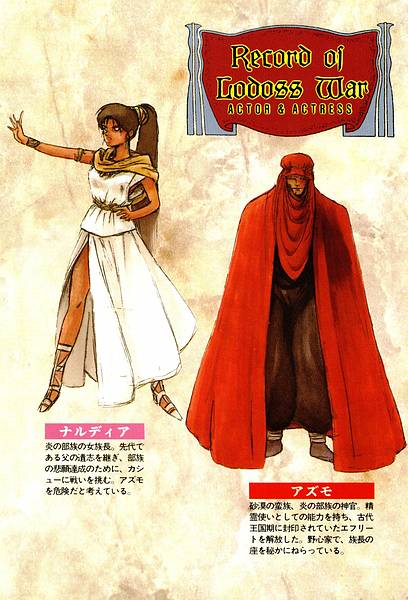 Record of
Lodoss War
ACTOR & ACTRESS
ナルディア
炎の部族の女族長。先代で
ある父の遺志を継ぎ、部族
の悲願達成のために、カシ
ューに戦いを挑む。アズモ
を危険だと考えている。
アズモ
砂漠の蛮族、炎の部族の神官。精
霊使いとしての能力を持ち、古代
王国期に封印されていたエフリー
トを解放した。野心家で、族長の
座を秘かにねらっている。